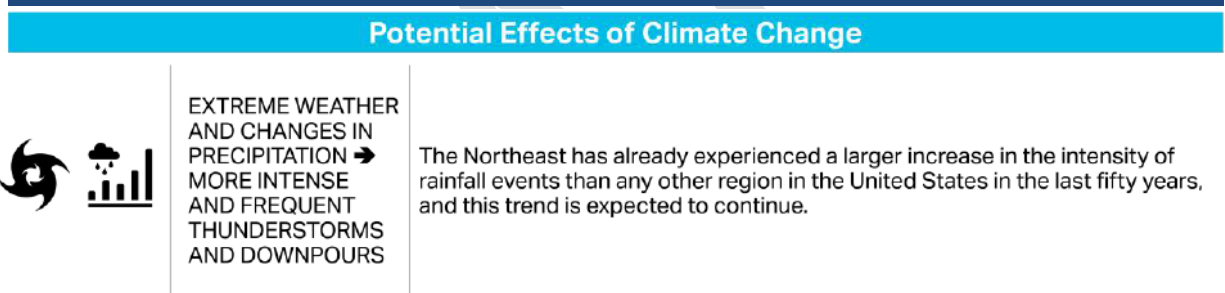 Potential Effects of Climate Change
EXTREME WEATHER
AND CHANGES IN
PRECIPITATION ➔
MORE INTENSE
AND FREQUENT
THUNDERSTORMS
AND DOWNPOURS
The Northeast has already experienced a larger increase in the intensity of
rainfall events than any other region in the United States in the last fifty years,
and this trend is expected to continue.